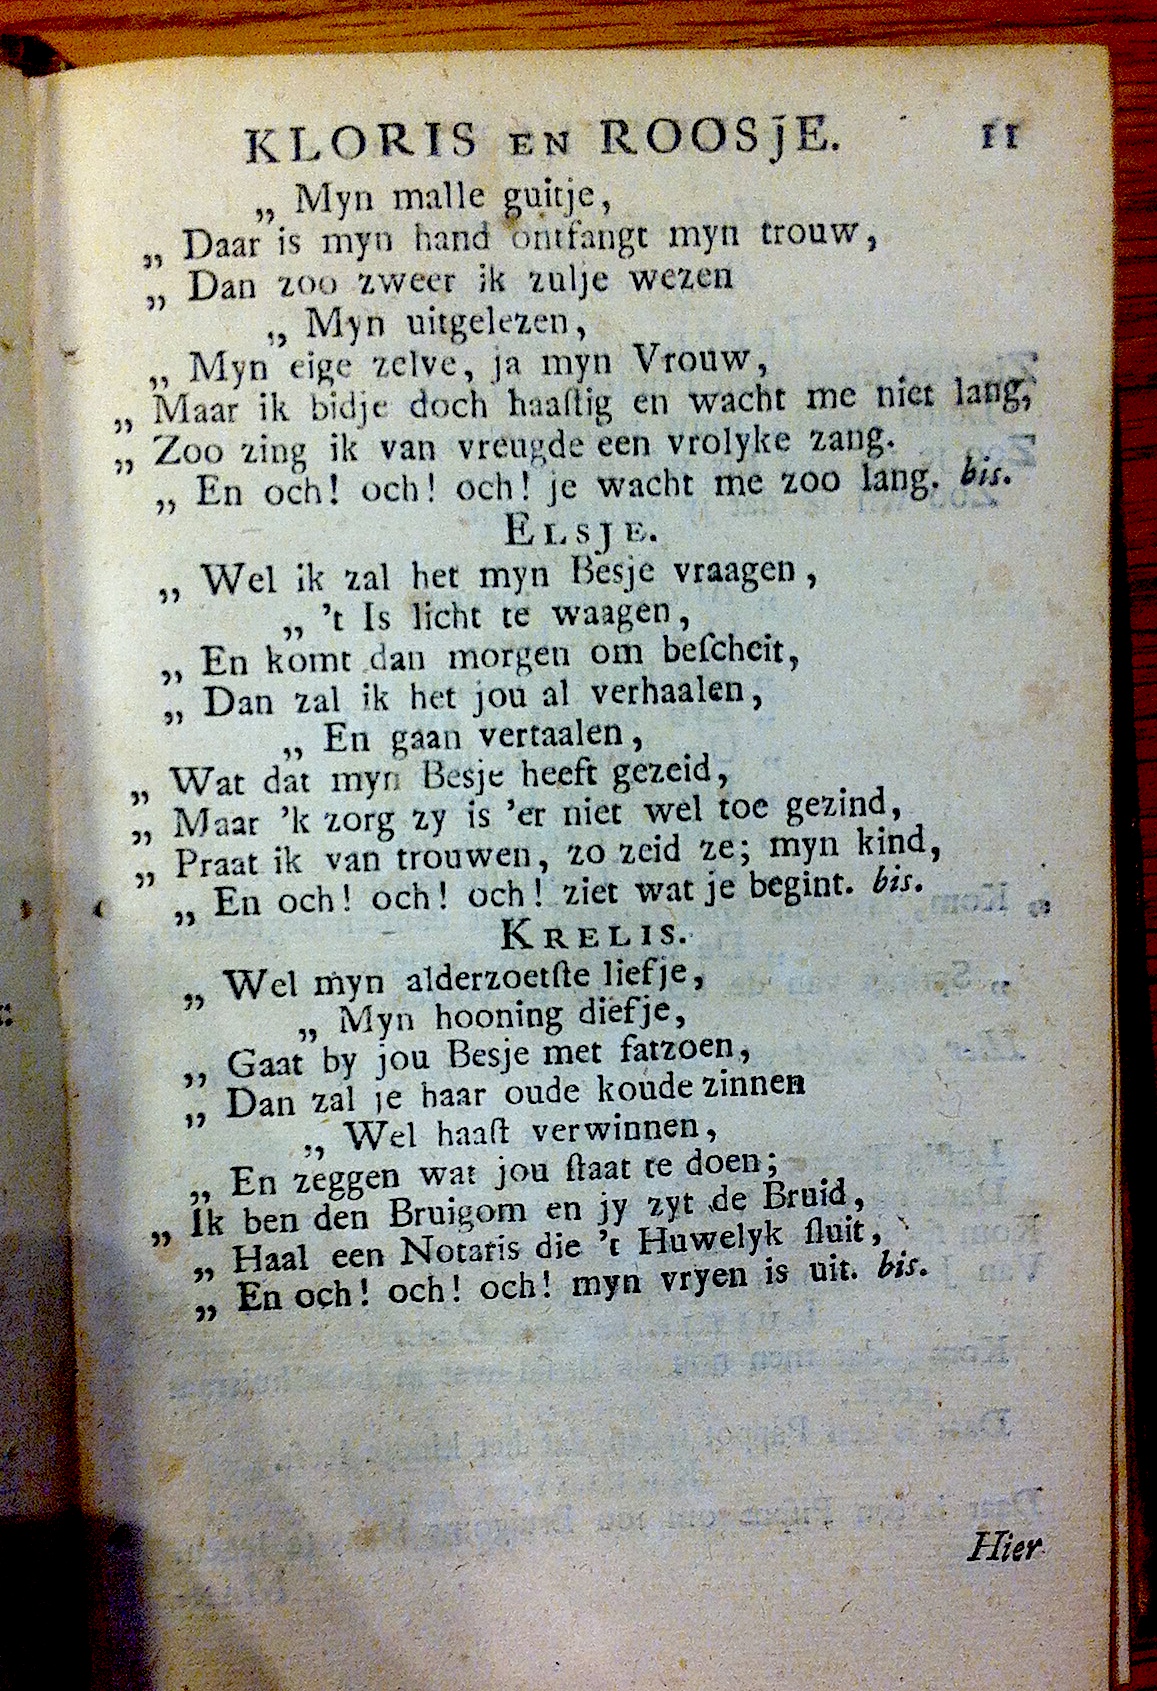 KLORIS EN ROOSJE. 11
„ Myn malle guitje,
„ Daar is myn hand ontfangt myn trouw,
„ Dan zoo zweer ik zulje wezen
„ Myn uitgelezen,
„ Myn eige zelve, ja myn Vrouw,
„ Maar ik bidje doch haaſtig en wacht me niet lang,
„ Zoo zing ik van vreugde een vrolyke zang.
„ En och! och! och! je wacht me zoo lang. bis.
ELSJE.
„ Wel ik zal het myn Besje vraagen,
„ 't Is licht te waagen,
„ En komt dan morgen om beſcheit,
„ Dan zal ik het jou al verhaalen,
„ En gaan vertaalen,
„ Wat dat myn Besje heeft gezeid,
„ Maar 'k zorg zy is 'er niet wel toe gezind,
„ Praat ik van trouwen, zo zeid ze; myn kind,
„ En och! och! och! ziet wat je begint. bis.
KRELIS.
„ Wel myn alderzoetſte liefje,
„ Myn hooning diefje,
„ Gaat by jou Besje met fatzoen,
„ Dan zal je haar oude koude zinnen
„ Wel haaſt verwinnen,
„ En zeggen wat jou ſtaat te doen;
„ Ik ben den Bruigom en jy zyt de Bruid,
„ Haal een Notaris die 't Huwelyk ſluit,
„ En och! och! och! myn vryen is uit. bis.
Hier